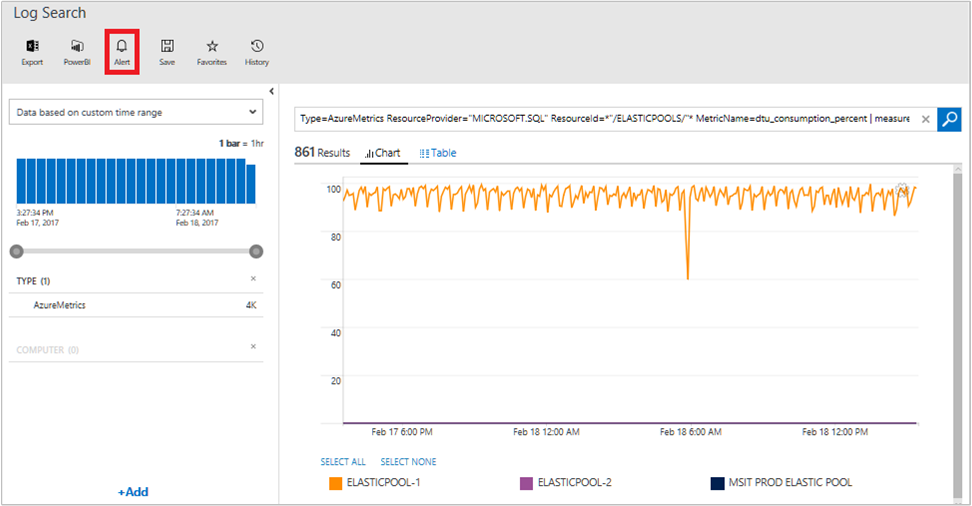 Log Search
Export PowerBI Alert Save Favorites History
Data based on custom time range
1 bar = 1hr
3:27:34 PM 7:27:34 AM
Feb 17, 2017 Feb 18, 2017
TYPE (1)
AzureMetrics 4K
COMPUTER (0)
+Add
Type=AzureMetrics ResourceProvider="MICROSOFT.SQL" ResourceId=*"/ELASTICPOOLS/"* MetricName=dtu_consumption_percent | measure
861 Results Chart Table
100
80
60
40
20
Feb 17 6:00 PM Feb 18 12:00 AM Feb 18 6:00 AM Feb 18 12:00 PM
SELECT ALL SELECT NONE
ELASTICPOOL-1 ELASTICPOOL-2 MSIT PROD ELASTIC POOL